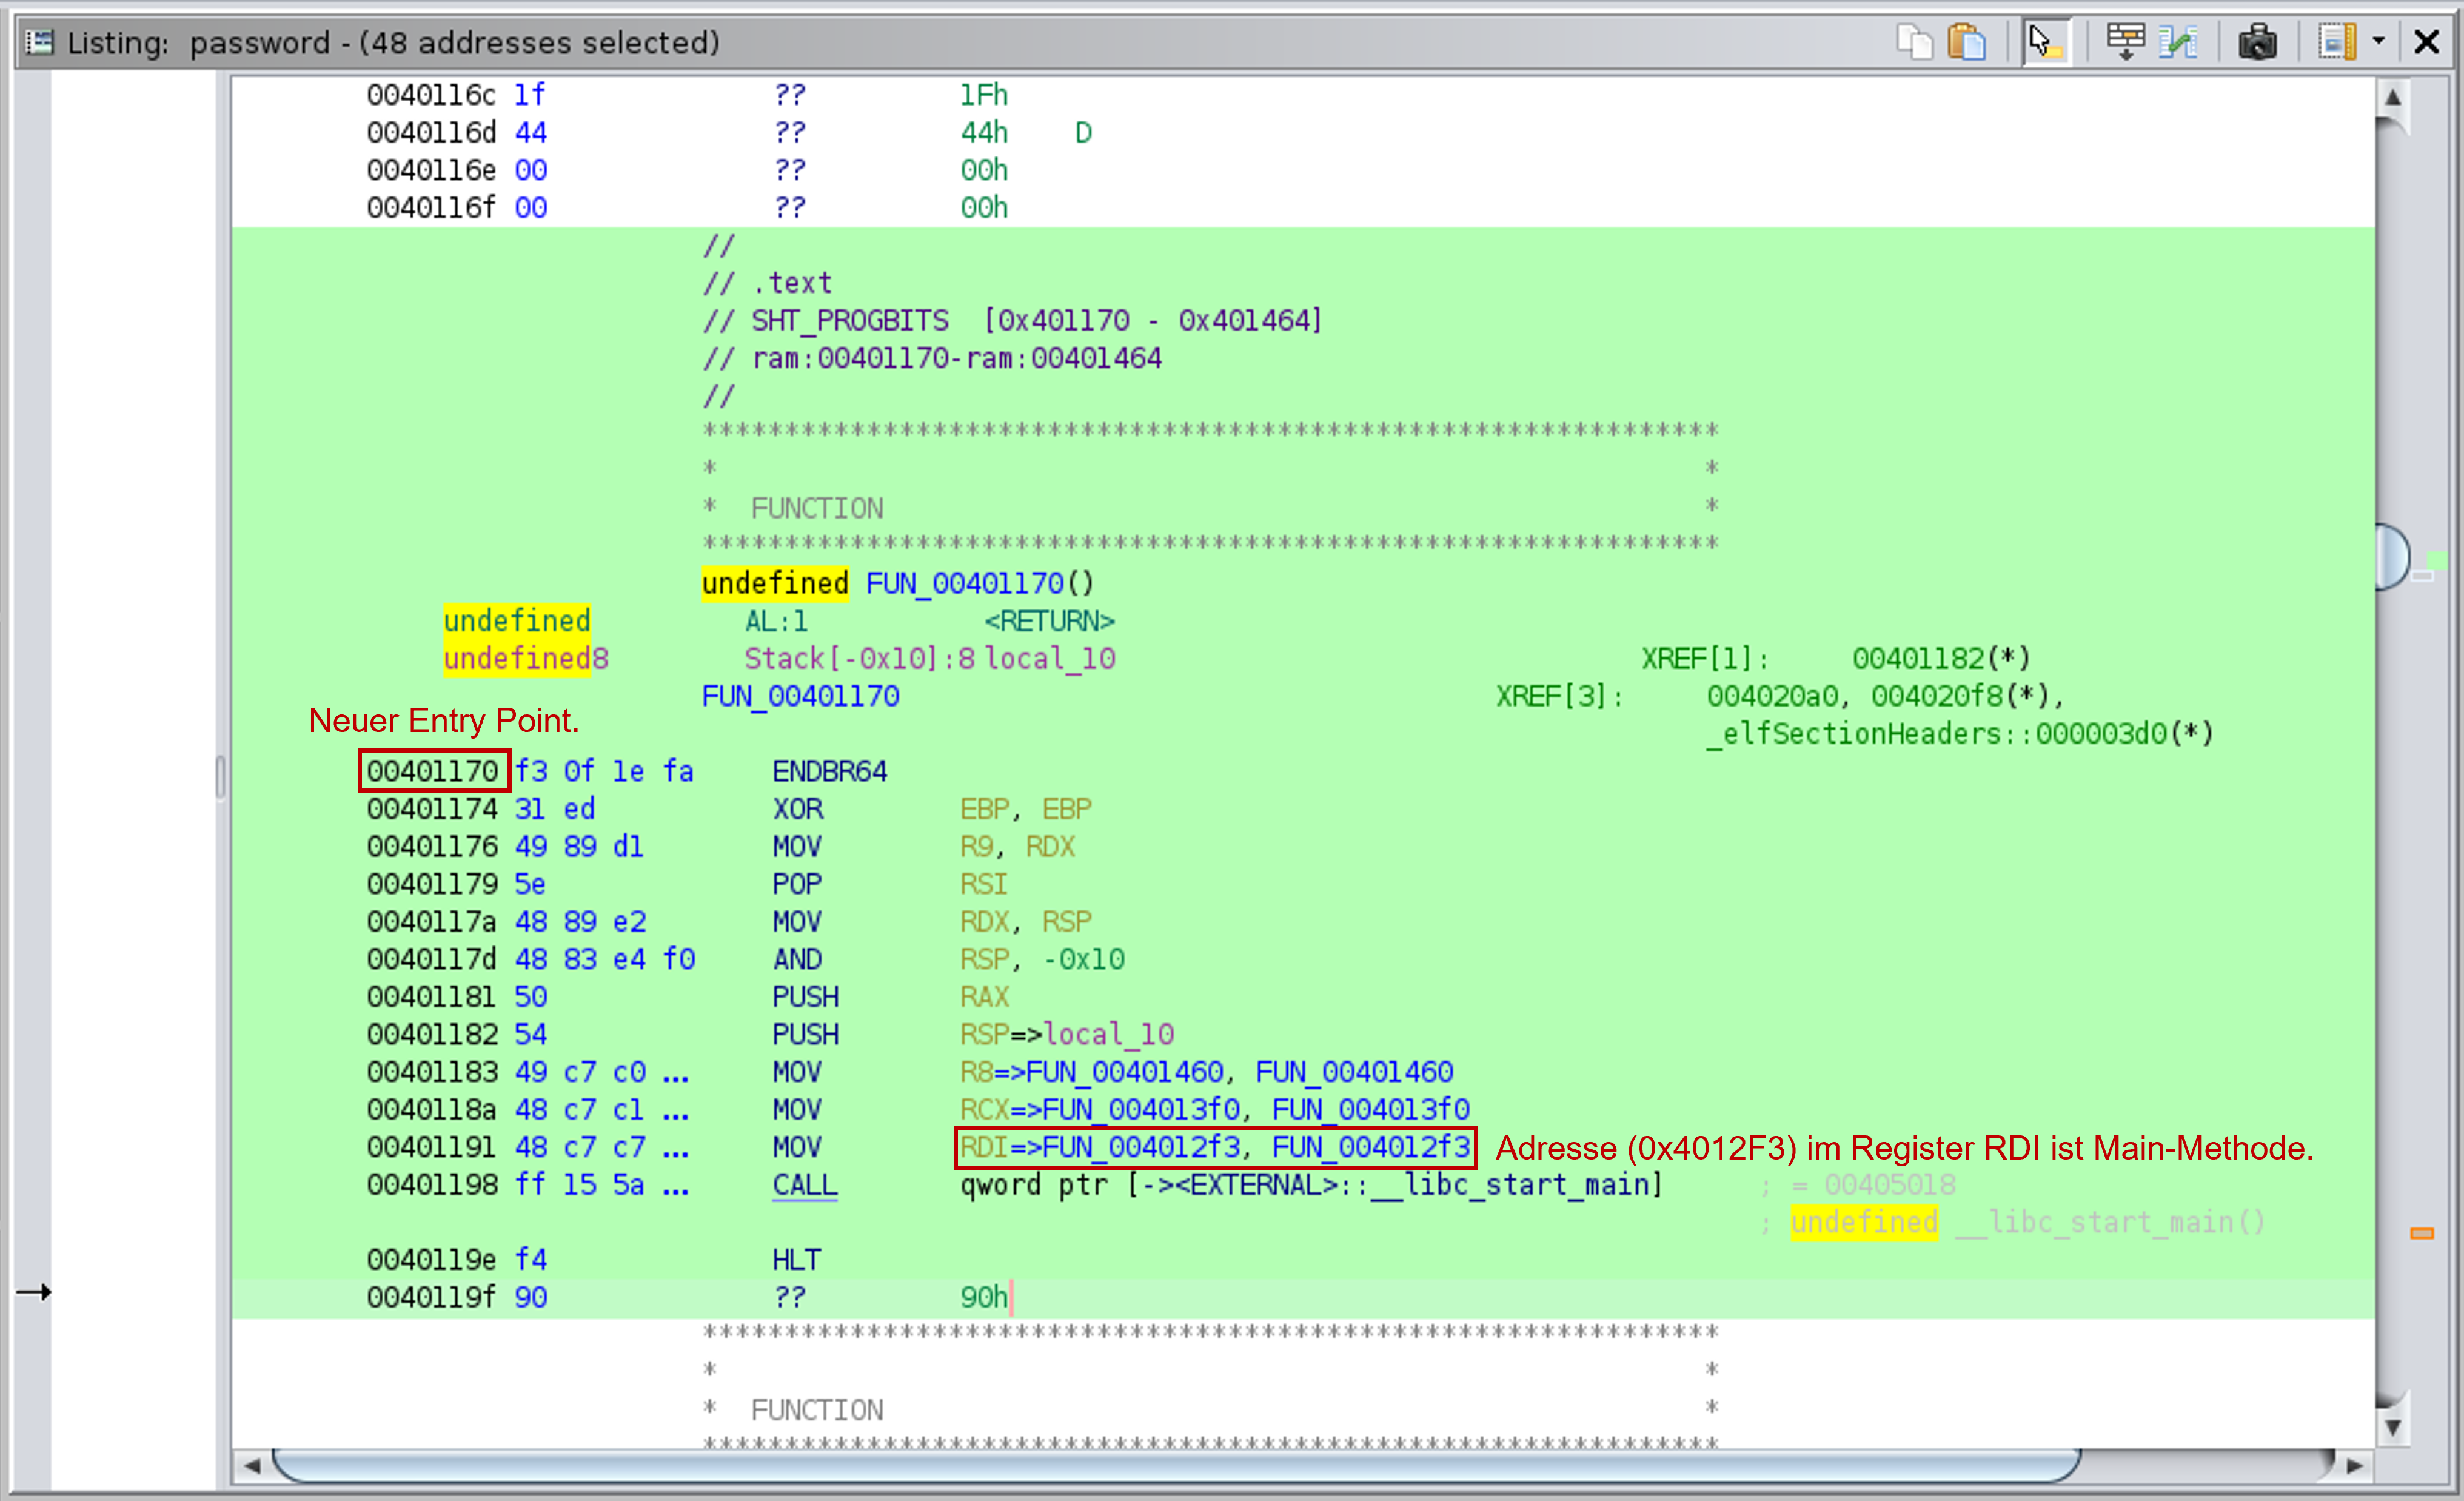 Listing:  password - (48 addresses selected)
0040116c 1f ?? 1Fh
0040116d 44 ?? 44h D
0040116e 00 ?? 00h
0040116f 00 ?? 00h
//
// .text
// SHT_PROGBITS  [0x401170 - 0x401464]
// ram:00401170-ram:00401464
//
**************************************************************
* *
* FUNCTION *
**************************************************************
undefined FUN_00401170()
undefined AL:1 <RETURN>
undefined8 Stack[-0x10]:8 local_10 XREF[1]: 00401182(*)
FUN_00401170 XREF[3]: 004020a0, 004020f8(*),
Neuer Entry Point.
_elfSectionHeaders::000003d0(*)
00401170 f3 0f 1e fa ENDBR64
00401174 31 ed XOR EBP, EBP
00401176 49 89 d1 MOV R9, RDX
00401179 5e POP RSI
0040117a 48 89 e2 MOV RDX, RSP
0040117d 48 83 e4 f0 AND RSP, -0x10
00401181 50 PUSH RAX
00401182 54 PUSH RSP=>local_10
00401183 49 c7 c0 ... MOV R8=>FUN_00401460, FUN_00401460
0040118a 48 c7 c1 ... MOV RCX=>FUN_004013f0, FUN_004013f0
00401191 48 c7 c7 ... MOV RDI=>FUN_004012f3, FUN_004012f3 Adresse (0x4012F3) im Register RDI ist Main-Methode.
00401198 ff 15 5a ... CALL qword ptr [-><EXTERNAL>::__libc_start_main] ; = 00405018
; undefined __libc_start_main()
0040119e f4 HLT
0040119f 90 ?? 90h
**************************************************************
* *
* FUNCTION *
**************************************************************